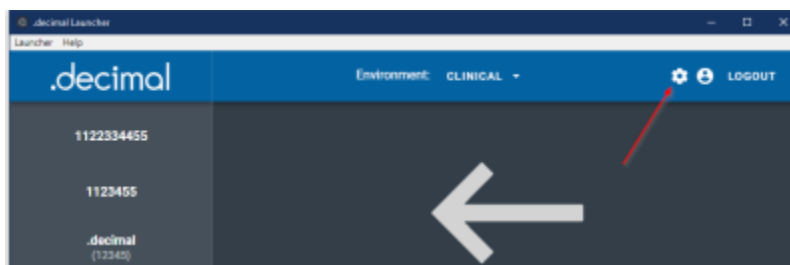 .decimal Launcher
Launcher Help
.decimal Environment: CLINICAL LOGOUT
1122334455
1123455
.decimal
(12345)